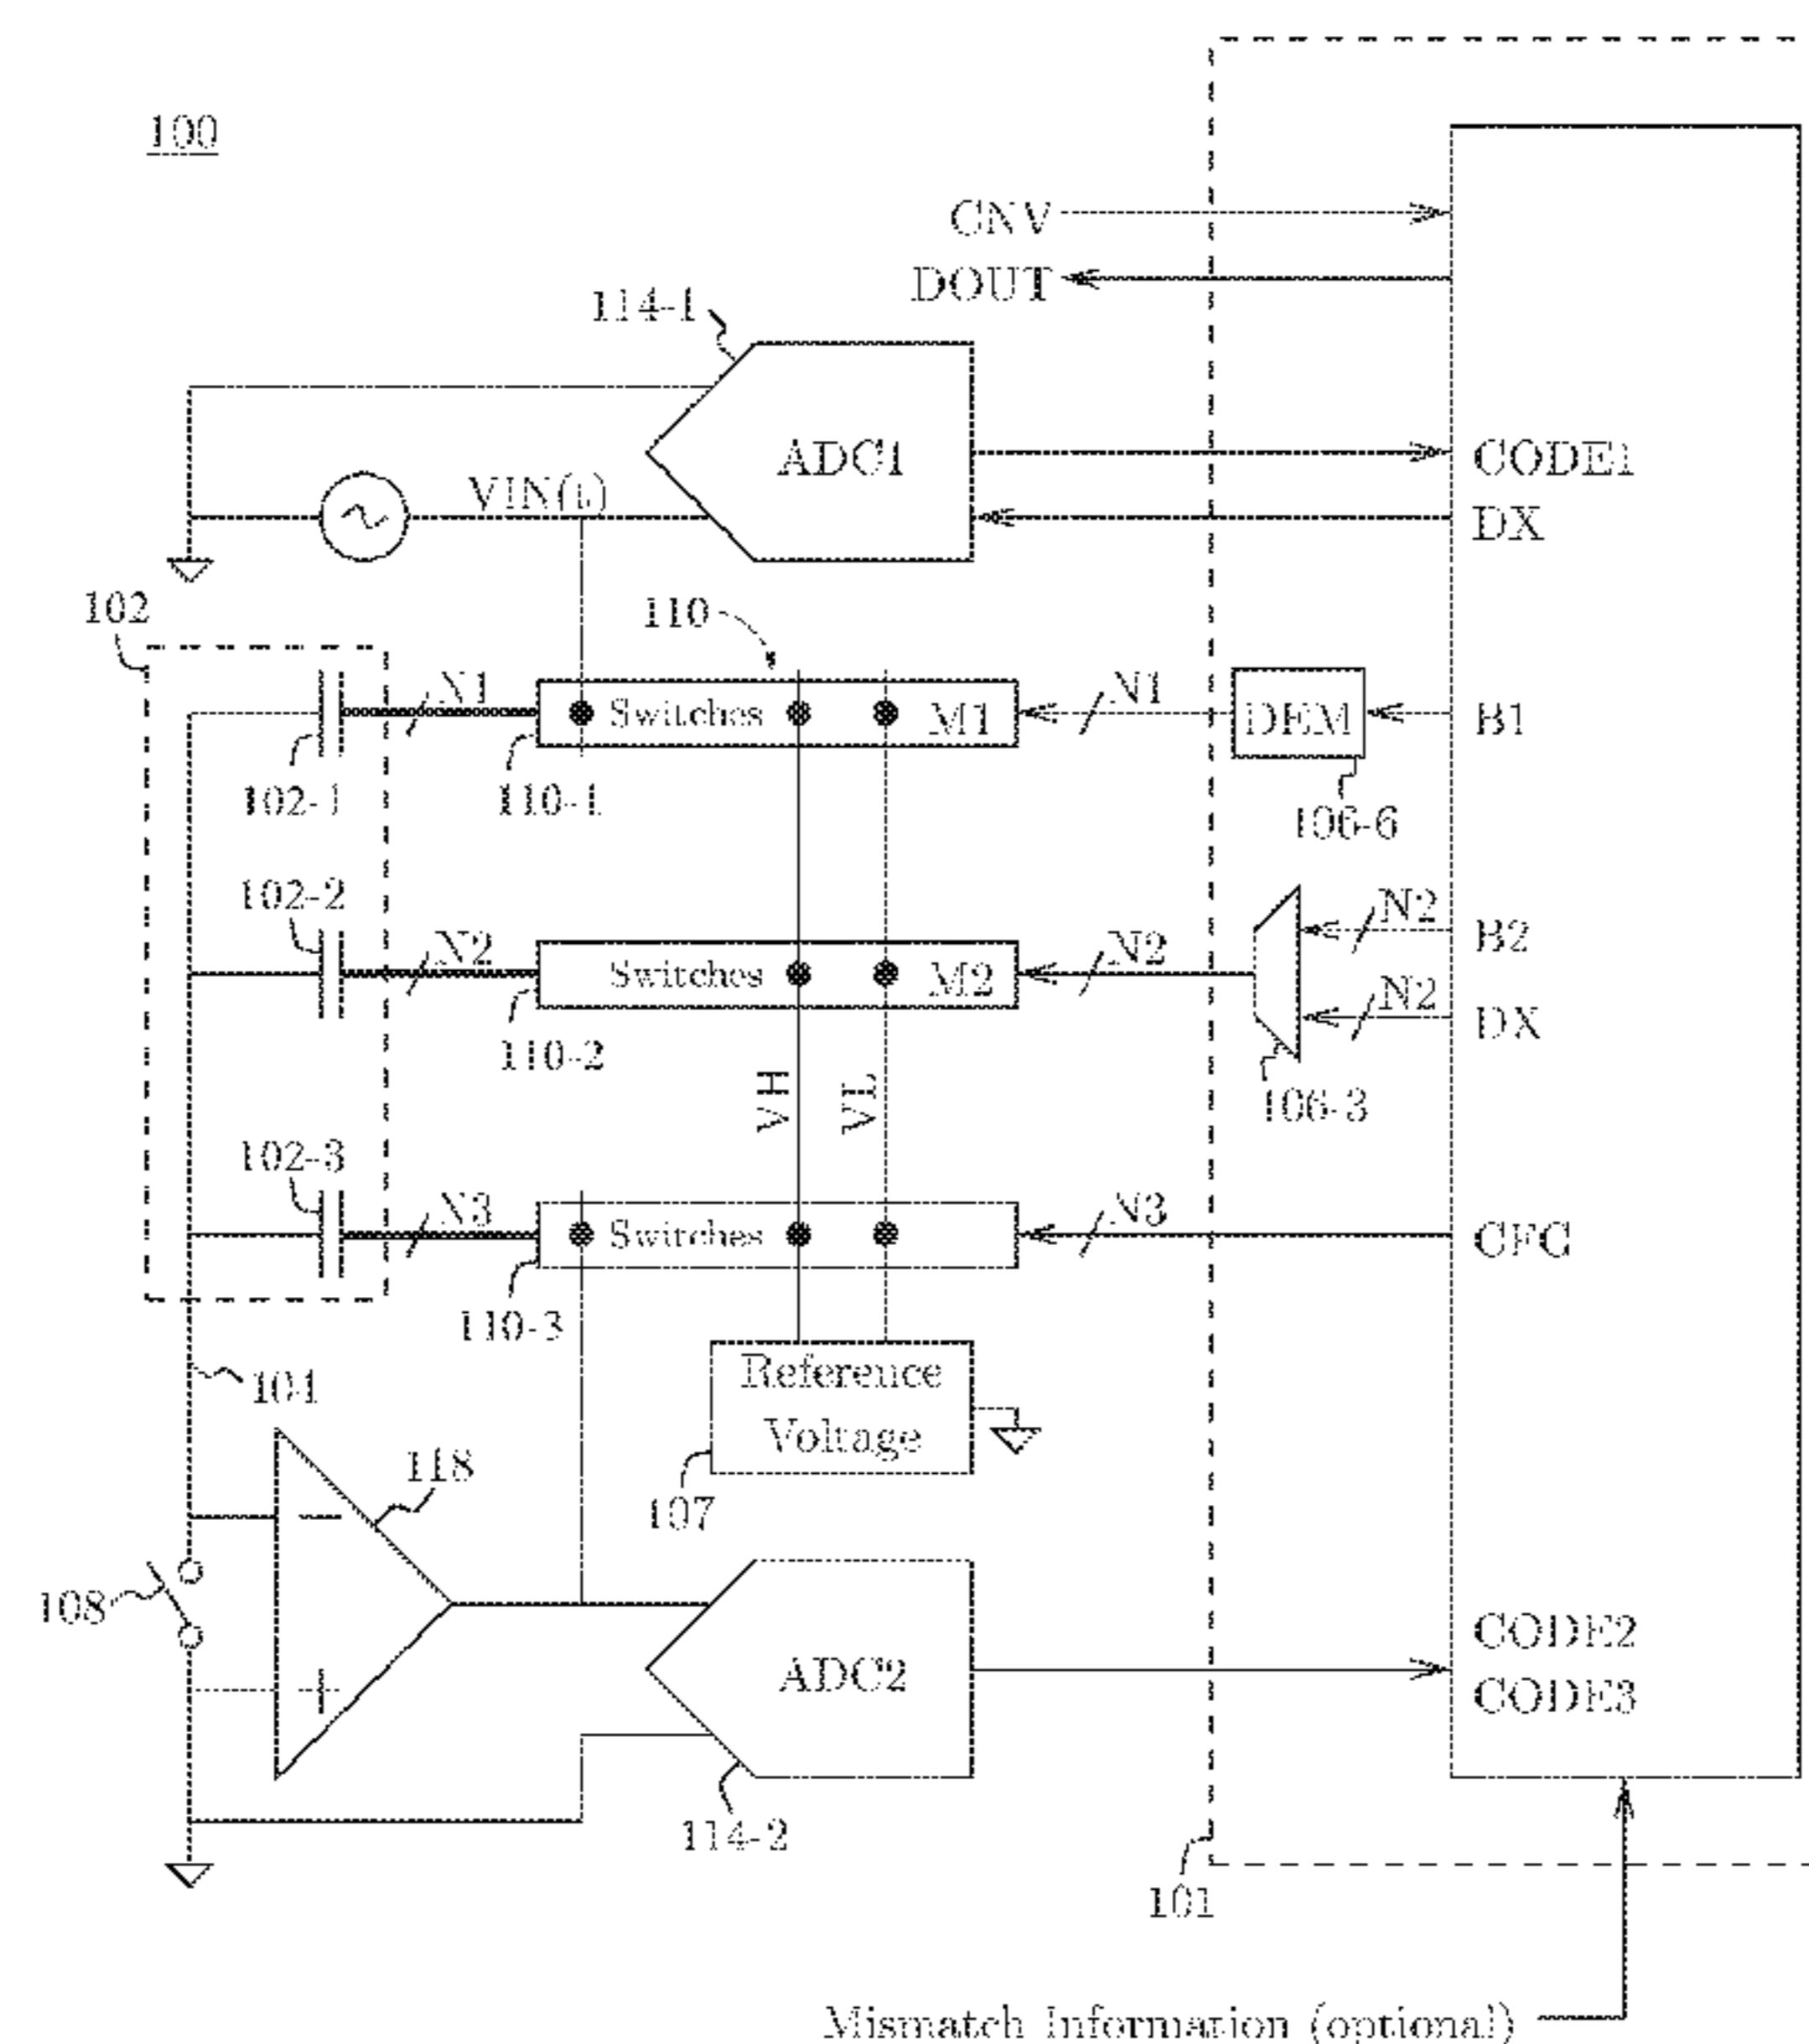 100
CNV
DOUT
114-1
ADC1
CODE1
VIN(t)
DX
102
110
N1
Switches
M1
N1
DEM
B1
102-1
110-1
106-6
102-2
N2
B2
N2
Switches
M2
N2
N2
DX
110-2
VH
VL
106-3
102-3
N3
Switches
N3
CFC
110-3
Reference
Voltage
104
118
107
108
CODE2
ADC2
CODE3
114-2
101
Mismatch Information (optional)